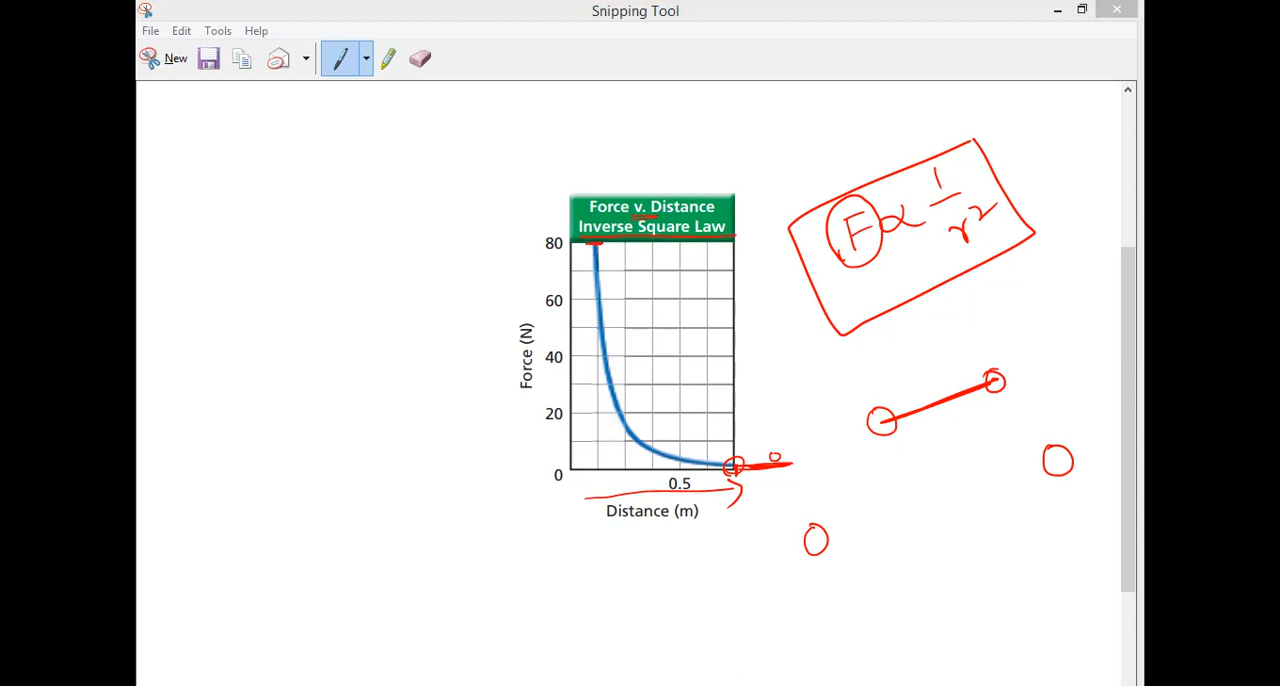 Snipping Tool
File Edit Tools Help
New
Force v. Distance
Inverse Square Law
80
60
40
20
0
Force (N)
0.5
Distance (m)
F ∝ 1/r²
0